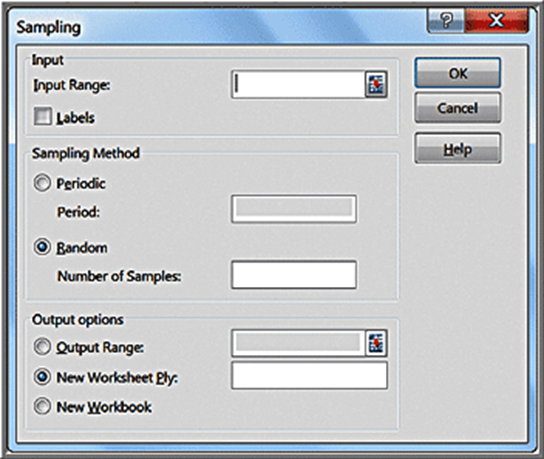 Sampling
?
X
Input
Input Range:
Labels
OK
Cancel
Help
Sampling Method
Periodic
Period:
Random
Number of Samples:
Output options
Output Range:
New Worksheet Ply:
New Workbook